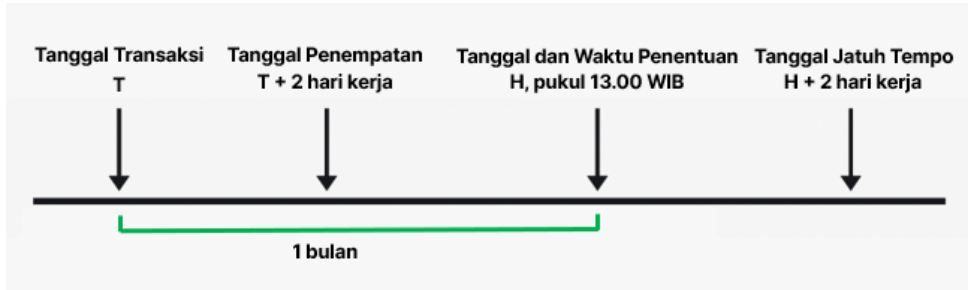 Tanggal Transaksi
T
Tanggal Penempatan
T + 2 hari kerja
Tanggal dan Waktu Penentuan
H, pukul 13.00 WIB
Tanggal Jatuh Tempo
H + 2 hari kerja
1 bulan